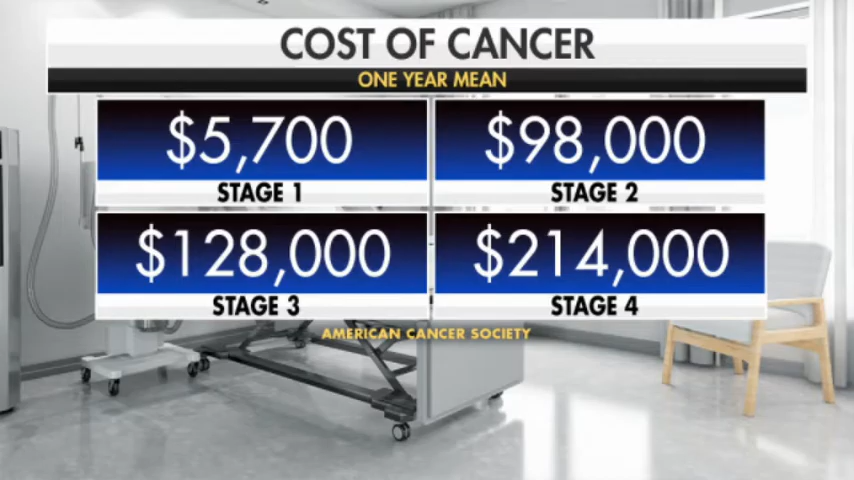 COST OF CANCER
ONE YEAR MEAN
$5,700
STAGE 1
$98,000
STAGE 2
$128,000
STAGE 3
$214,000
STAGE 4
AMERICAN CANCER SOCIETY